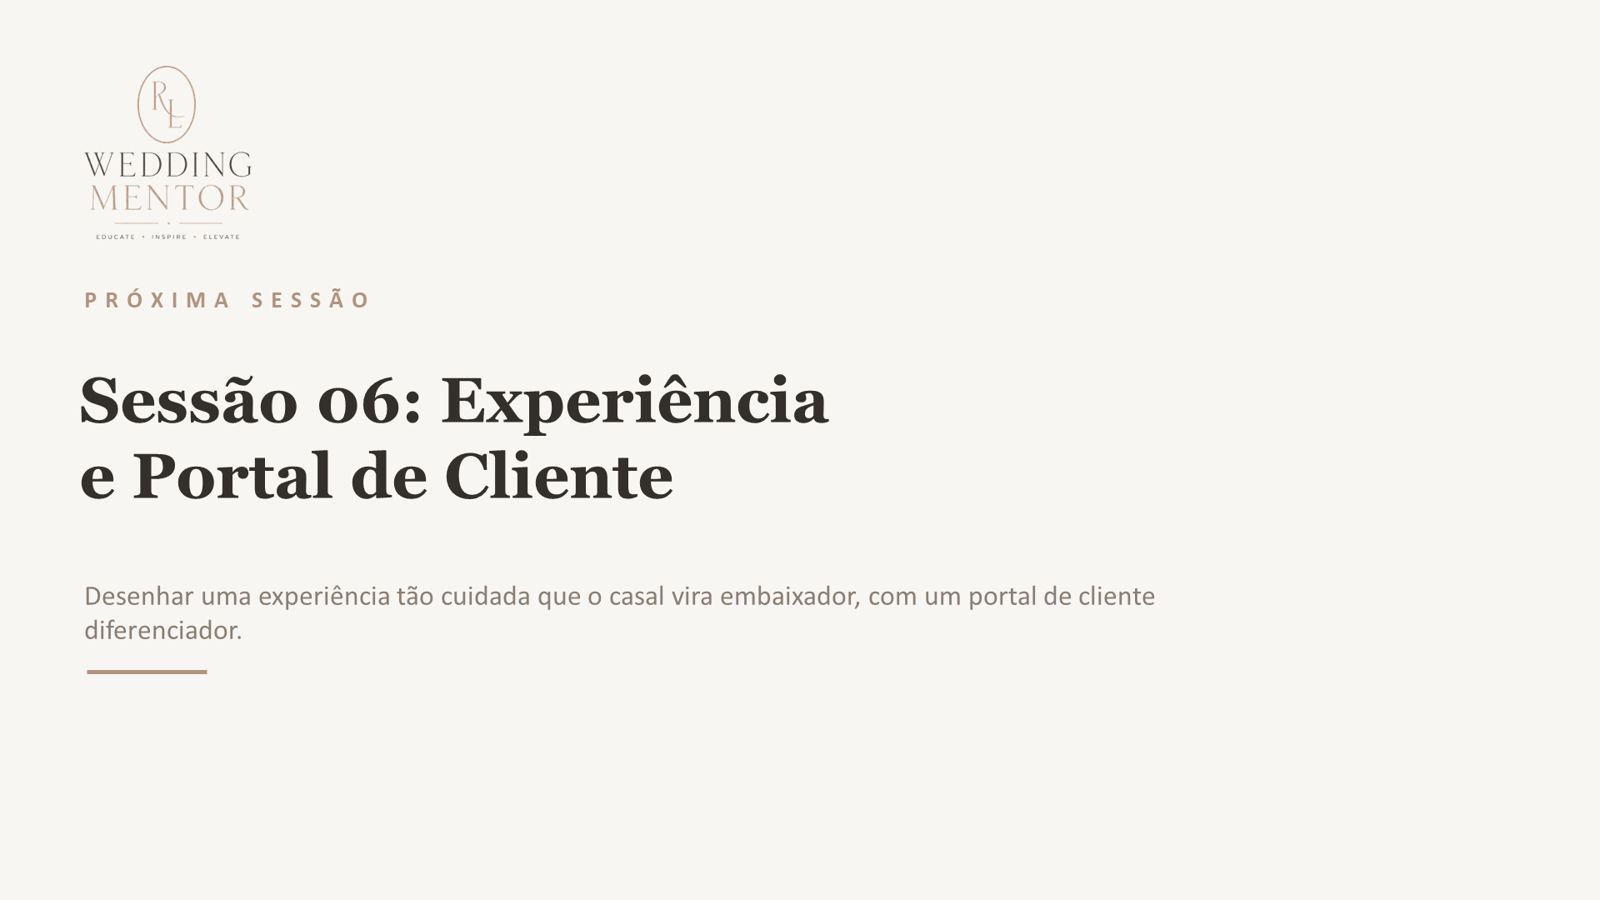 RL
WEDDING
MENTOR
EDUCATE • INSPIRE • ELEVATE
PRÓXIMA SESSÃO
Sessão 06: Experiência
e Portal de Cliente
Desenhar uma experiência tão cuidada que o casal vira embaixador, com um portal de cliente
diferenciador.